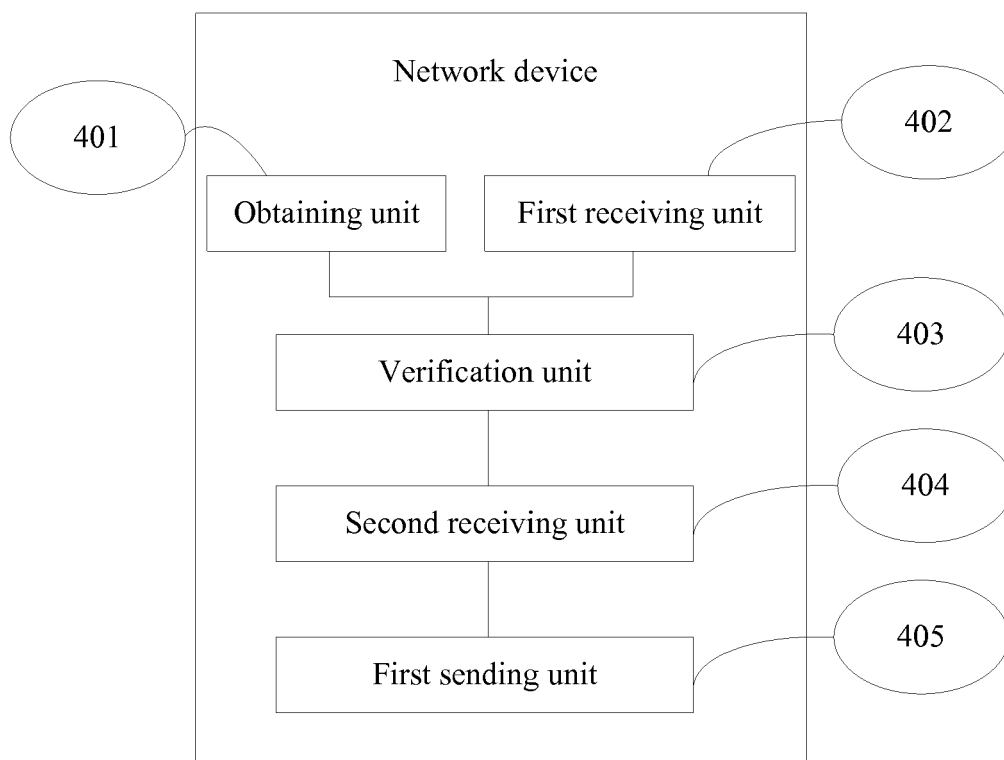 Network device
401
402
Obtaining unit
First receiving unit
403
Verification unit
404
Second receiving unit
405
First sending unit